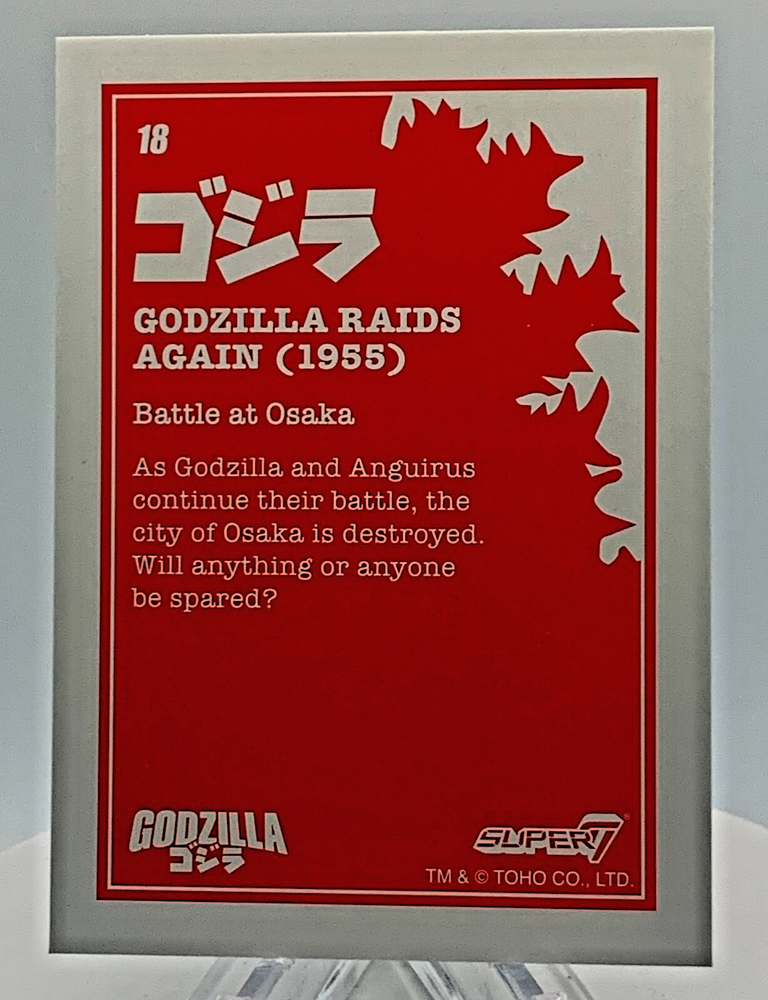 18
ゴジラ
GODZILLA RAIDS
AGAIN (1955)
Battle at Osaka
As Godzilla and Anguirus
continue their battle, the
city of Osaka is destroyed.
Will anything or anyone
be spared?
GODZILLA
ゴジラ
SUPER7®
TM & © TOHO CO., LTD.